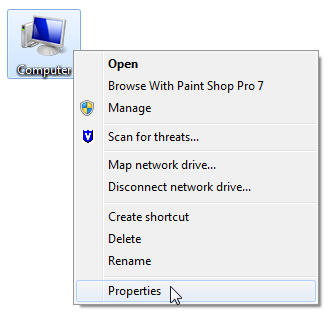 Computer
Open
Browse With Paint Shop Pro 7
Manage
Scan for threats...
Map network drive...
Disconnect network drive...
Create shortcut
Delete
Rename
Properties